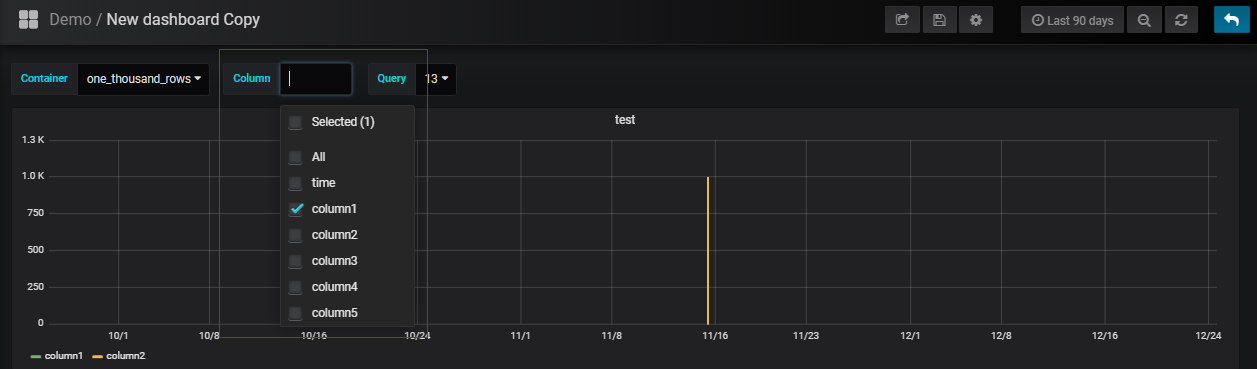 Demo / New dashboard Copy
Last 90 days
Container one_thousand_rows Column Query 13
Selected (1)
All
time
column1
column2
column3
column4
column5
test
1.3 K
1.0 K
750
500
250
0
10/1 10/8 10/16 10/24 11/1 11/8 11/16 11/23 12/1 12/8 12/16 12/24
column1 column2